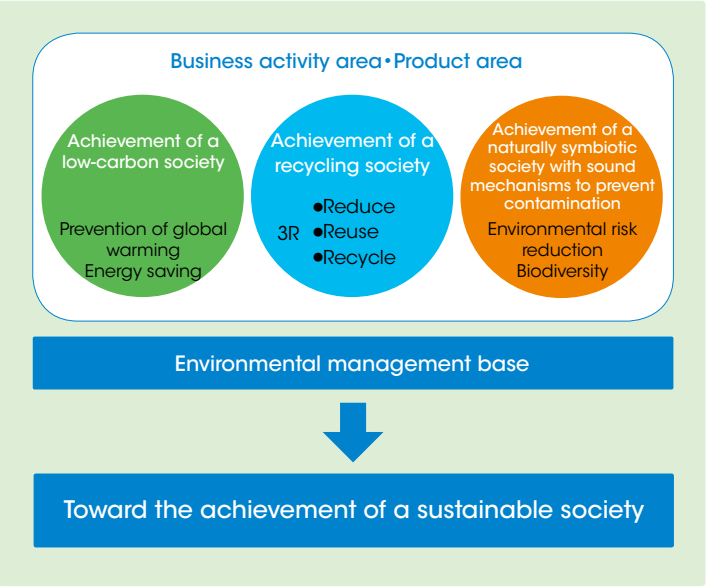 Business activity area•Product area
Achievement of a
low-carbon society
Prevention of global
warming
Energy saving
Achievement of a
recycling society
3R
●Reduce
●Reuse
●Recycle
Achievement of a
naturally symbiotic
society with sound
mechanisms to prevent
contamination
Environmental risk
reduction
Biodiversity
Environmental management base
Toward the achievement of a sustainable society